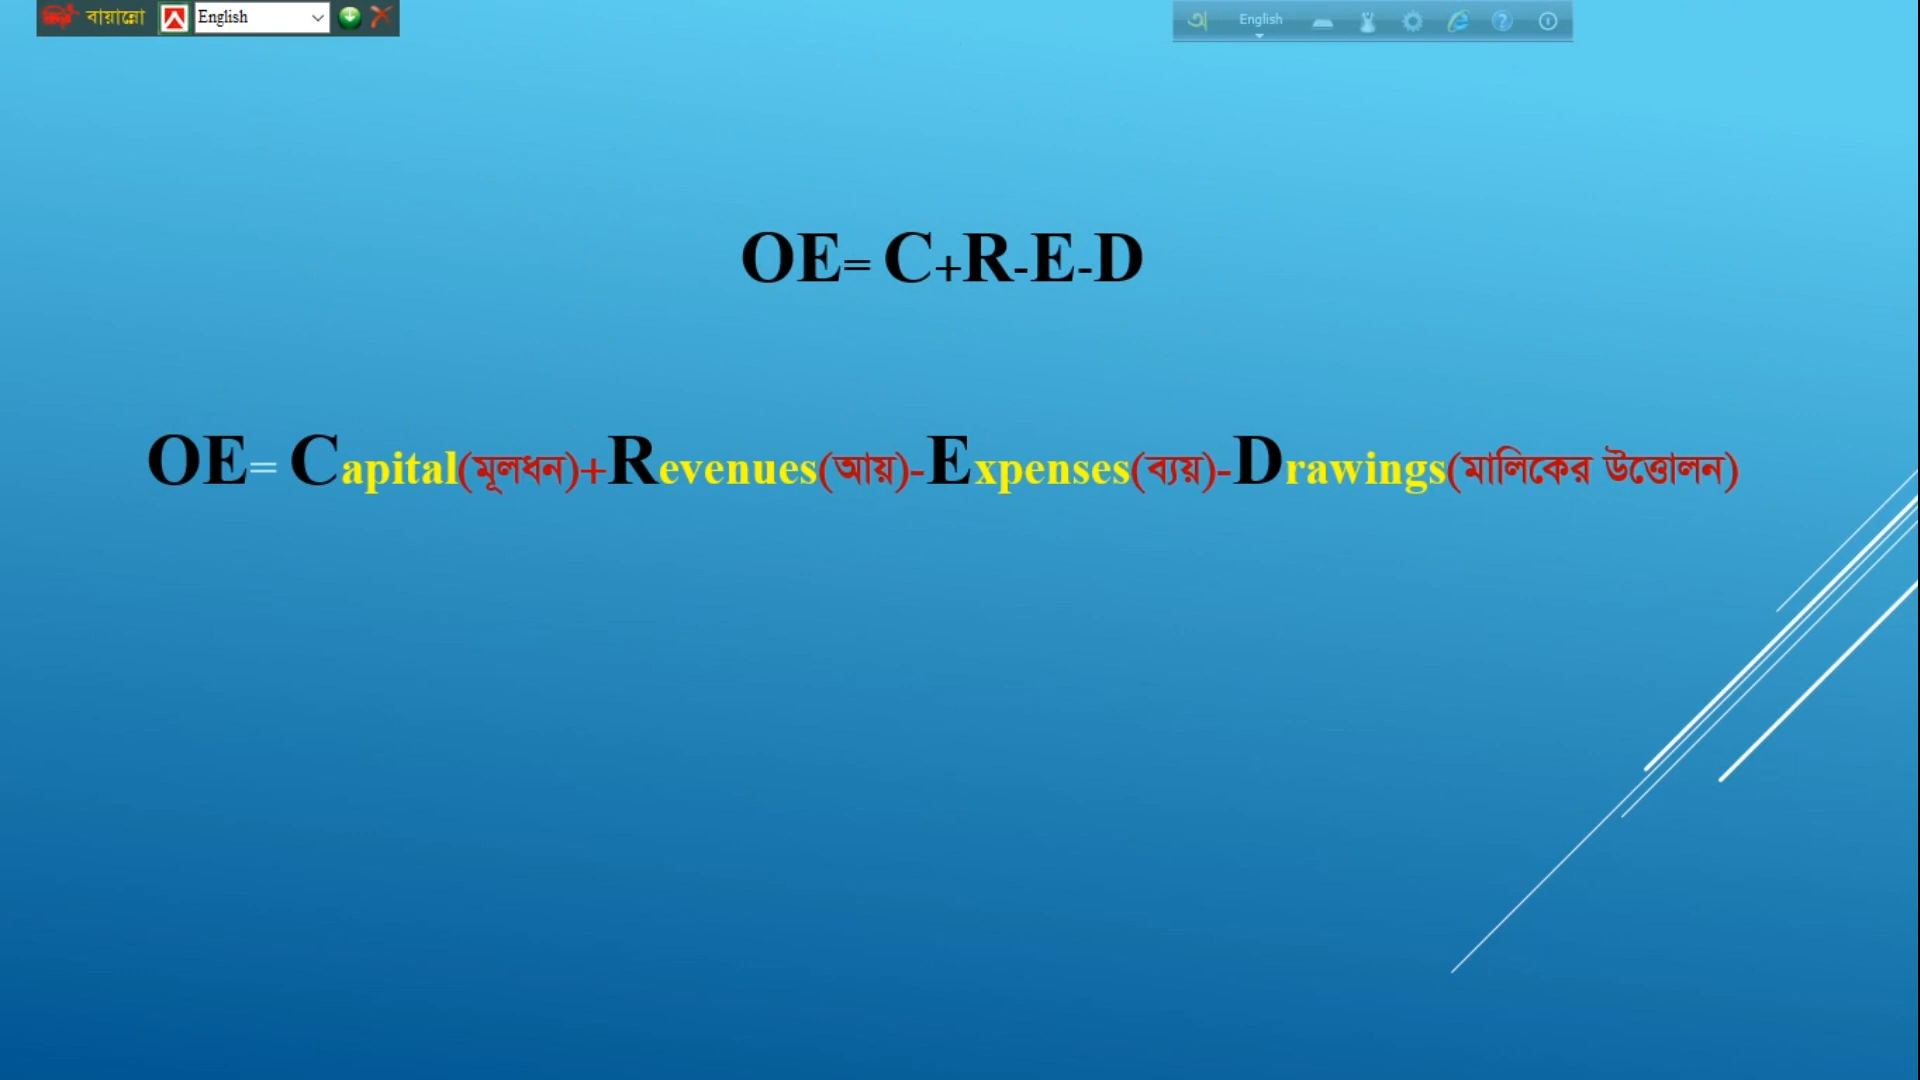 বায়ান্নো English English
OE= C+R-E-D
OE= Capital(মূলধন)+Revenues(আয়)-Expenses(ব্যয়)-Drawings(মালিকের উত্তোলন)